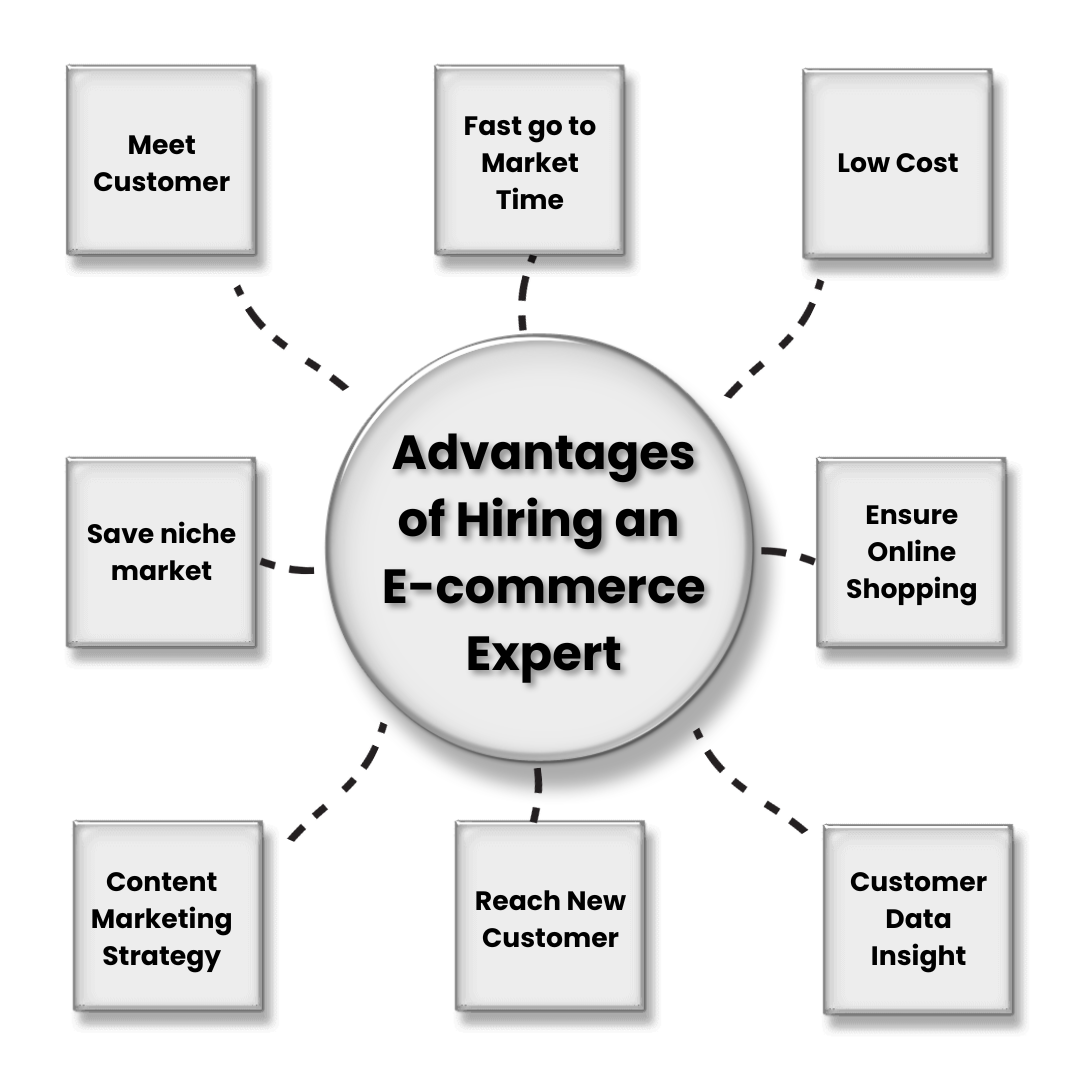 Meet
Customer
Fast go to
Market
Time
Low Cost
Advantages
of Hiring an
E-commerce
Expert
Save niche
market
Ensure
Online
Shopping
Content
Marketing
Strategy
Reach New
Customer
Customer
Data
Insight